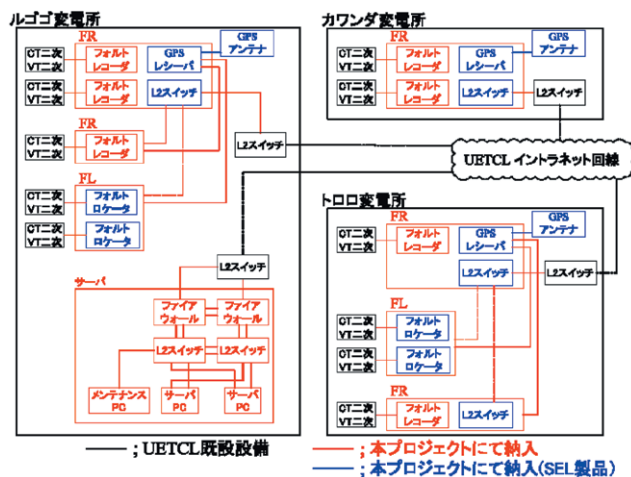 ルゴゴ変電所
FR
CT二次
VT二次
フォルト
レコーダ
GPS
レシーバ
GPS
アンテナ
CT二次
VT二次
フォルト
レコーダ
L2スイッチ
FR
CT二次
VT二次
フォルト
レコーダ
L2スイッチ
FL
CT二次
VT二次
フォルト
ロケータ
CT二次
VT二次
フォルト
ロケータ
L2スイッチ
サーバ
ファイア
ウォール
ファイア
ウォール
L2スイッチ
L2スイッチ
メンテナンス
PC
サーバ
PC
サーバ
PC
カワンダ変電所
FR
CT二次
VT二次
フォルト
レコーダ
GPS
レシーバ
GPS
アンテナ
CT二次
VT二次
フォルト
レコーダ
L2スイッチ
L2スイッチ
UETCL イントラネット回線
トロロ変電所
FR
CT二次
VT二次
フォルト
レコーダ
GPS
レシーバ
GPS
アンテナ
L2スイッチ
L2スイッチ
FL
CT二次
VT二次
フォルト
ロケータ
CT二次
VT二次
フォルト
ロケータ
FR
CT二次
VT二次
フォルト
レコーダ
L2スイッチ
;UETCL既設設備
;本プロジェクトにて納入
;本プロジェクトにて納入(SEL製品)